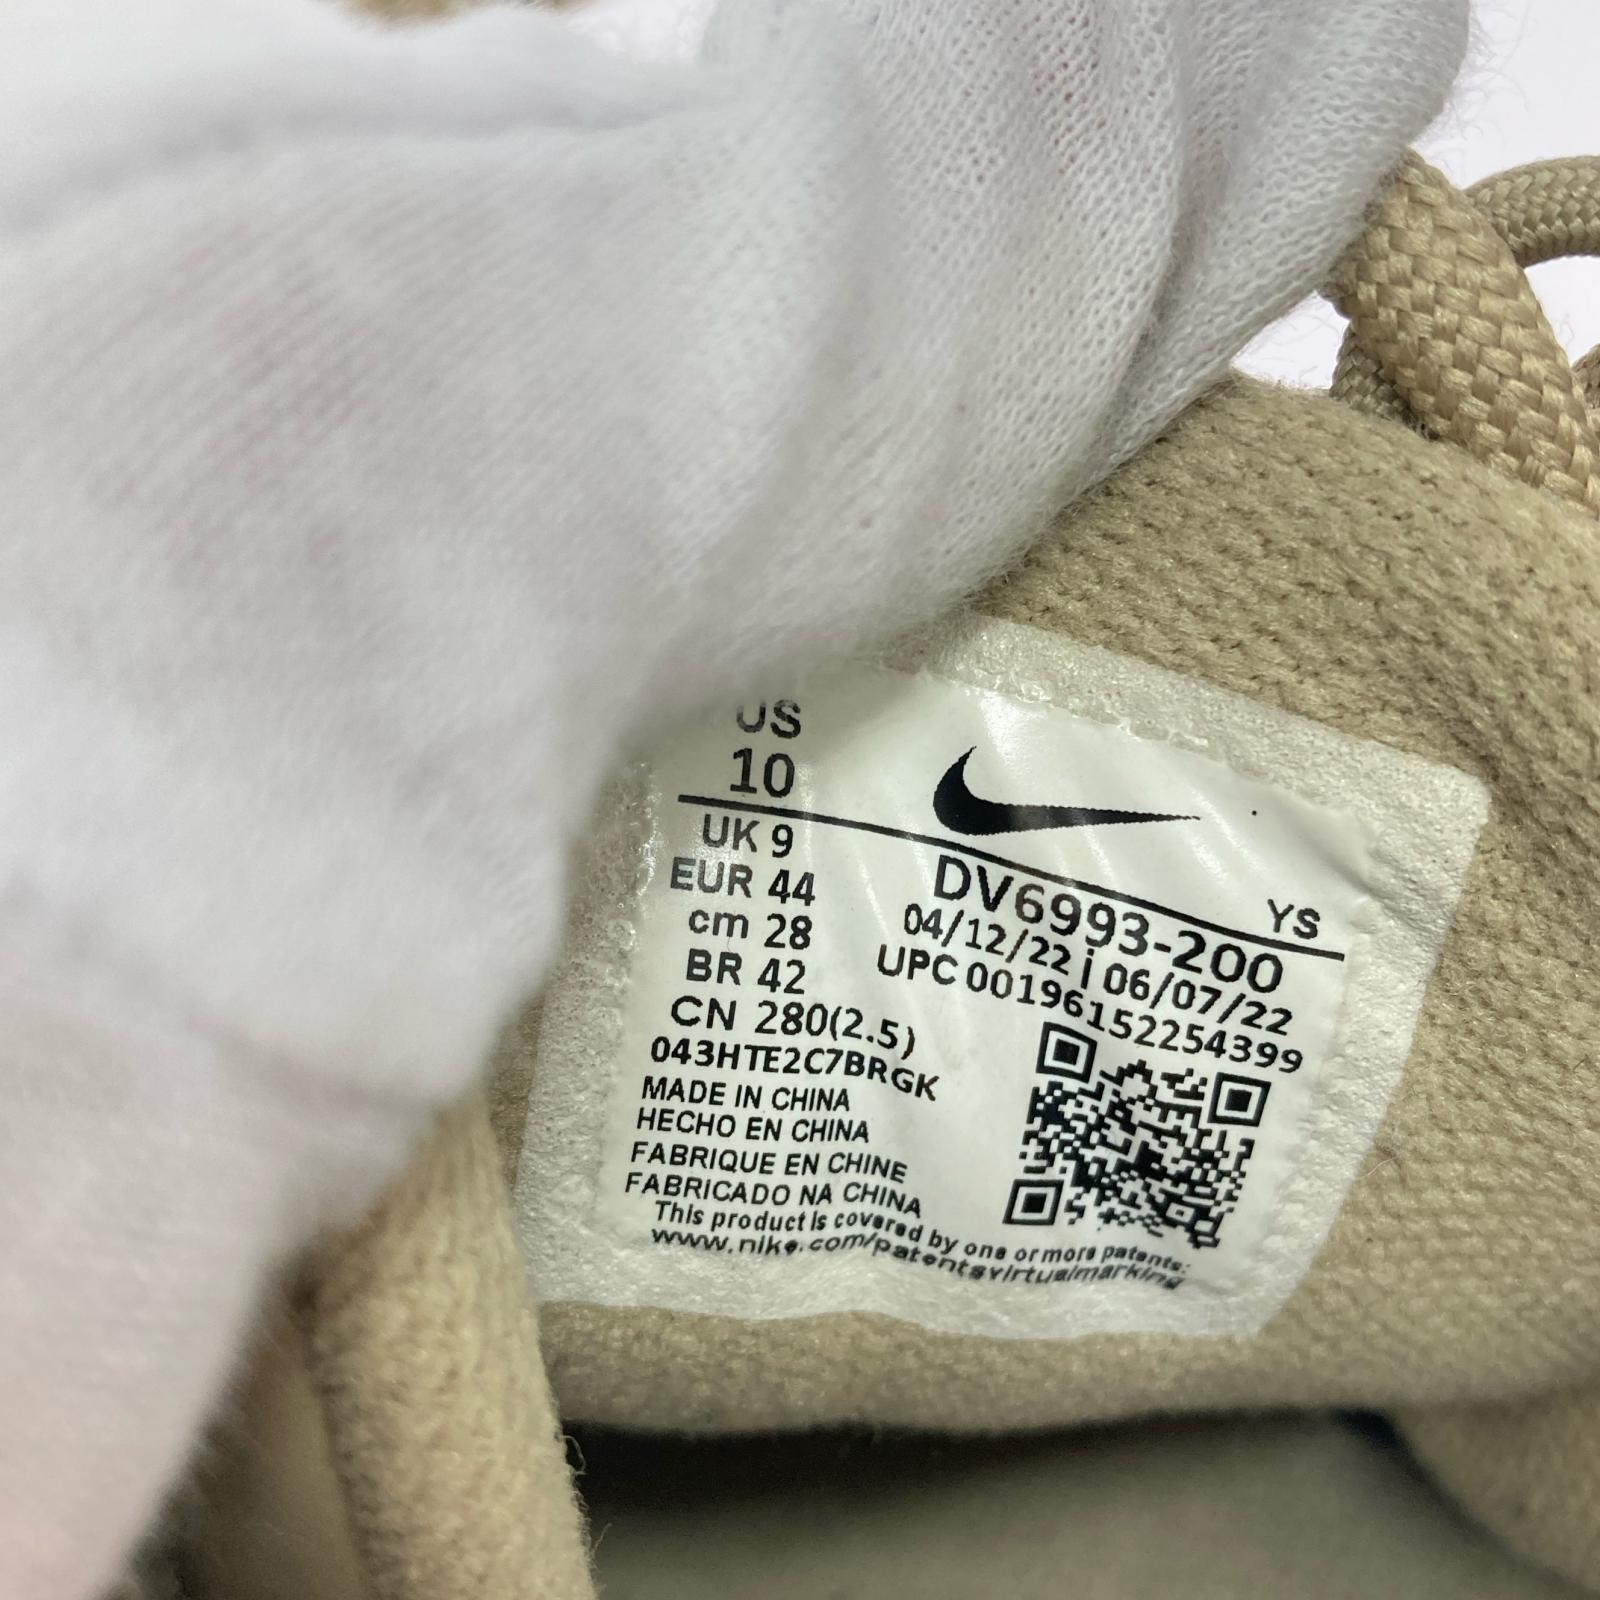 US
10
UK 9
EUR 44
cm 28
BR 42
CN 280(2.5)
043HTE2C7BRGK
MADE IN CHINA
HECHO EN CHINA
FABRIQUE EN CHINE
FABRICADO NA CHINA
This product is covered by one or more patents:
www.nike.com/patentsvirtualmarking
YS
DV6993-200
04/12/22 i 06/07/22
UPC 00196152254399